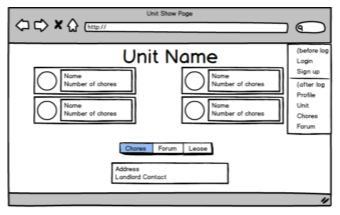 Unit Show Page
http://
Unit Name
Name
Number of chores
Name
Number of chores
Name
Number of chores
Name
Number of chores
(before log
Login
Sign up
(after log
Profile
Unit
Chores
Forum
Chores Forum Lease
Address
Landlord Contact